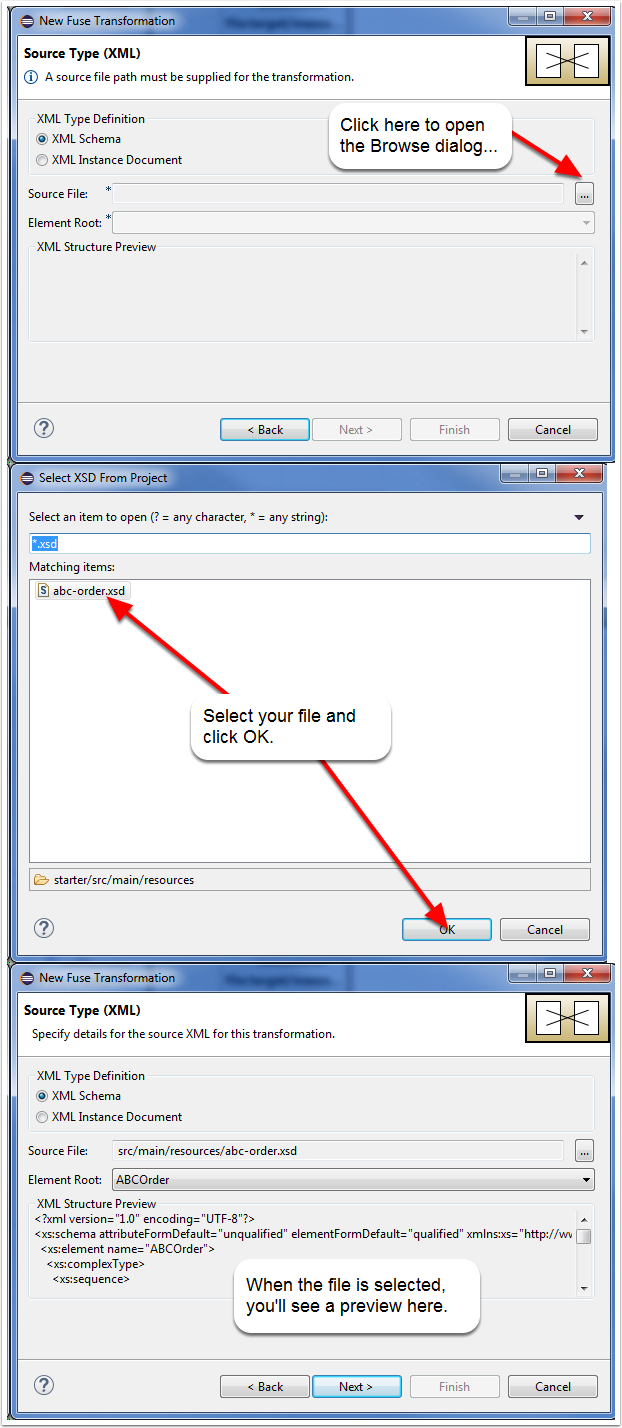 New Fuse Transformation
Source Type (XML)
A source file path must be supplied for the transformation.
XML Type Definition
XML Schema
XML Instance Document
Click here to open
the Browse dialog...
Source File: *
...
Element Root: *
XML Structure Preview
?
< Back
Next >
Finish
Cancel
Select XSD From Project
Select an item to open (? = any character, * = any string):
*.xsd
Matching items:
S abc-order.xsd
Select your file and
click OK.
starter/src/main/resources
?
OK
Cancel
New Fuse Transformation
Source Type (XML)
Specify details for the source XML for this transformation.
XML Type Definition
XML Schema
XML Instance Document
Source File: src/main/resources/abc-order.xsd
...
Element Root: ABCOrder
XML Structure Preview
<?xml version="1.0" encoding="UTF-8"?>
<xs:schema attributeFormDefault="unqualified" elementFormDefault="qualified" xmlns:xs="http://ww
<xs:element name="ABCOrder">
<xs:complexType>
<xs:sequence>
When the file is selected,
you'll see a preview here.
?
< Back
Next >
Finish
Cancel